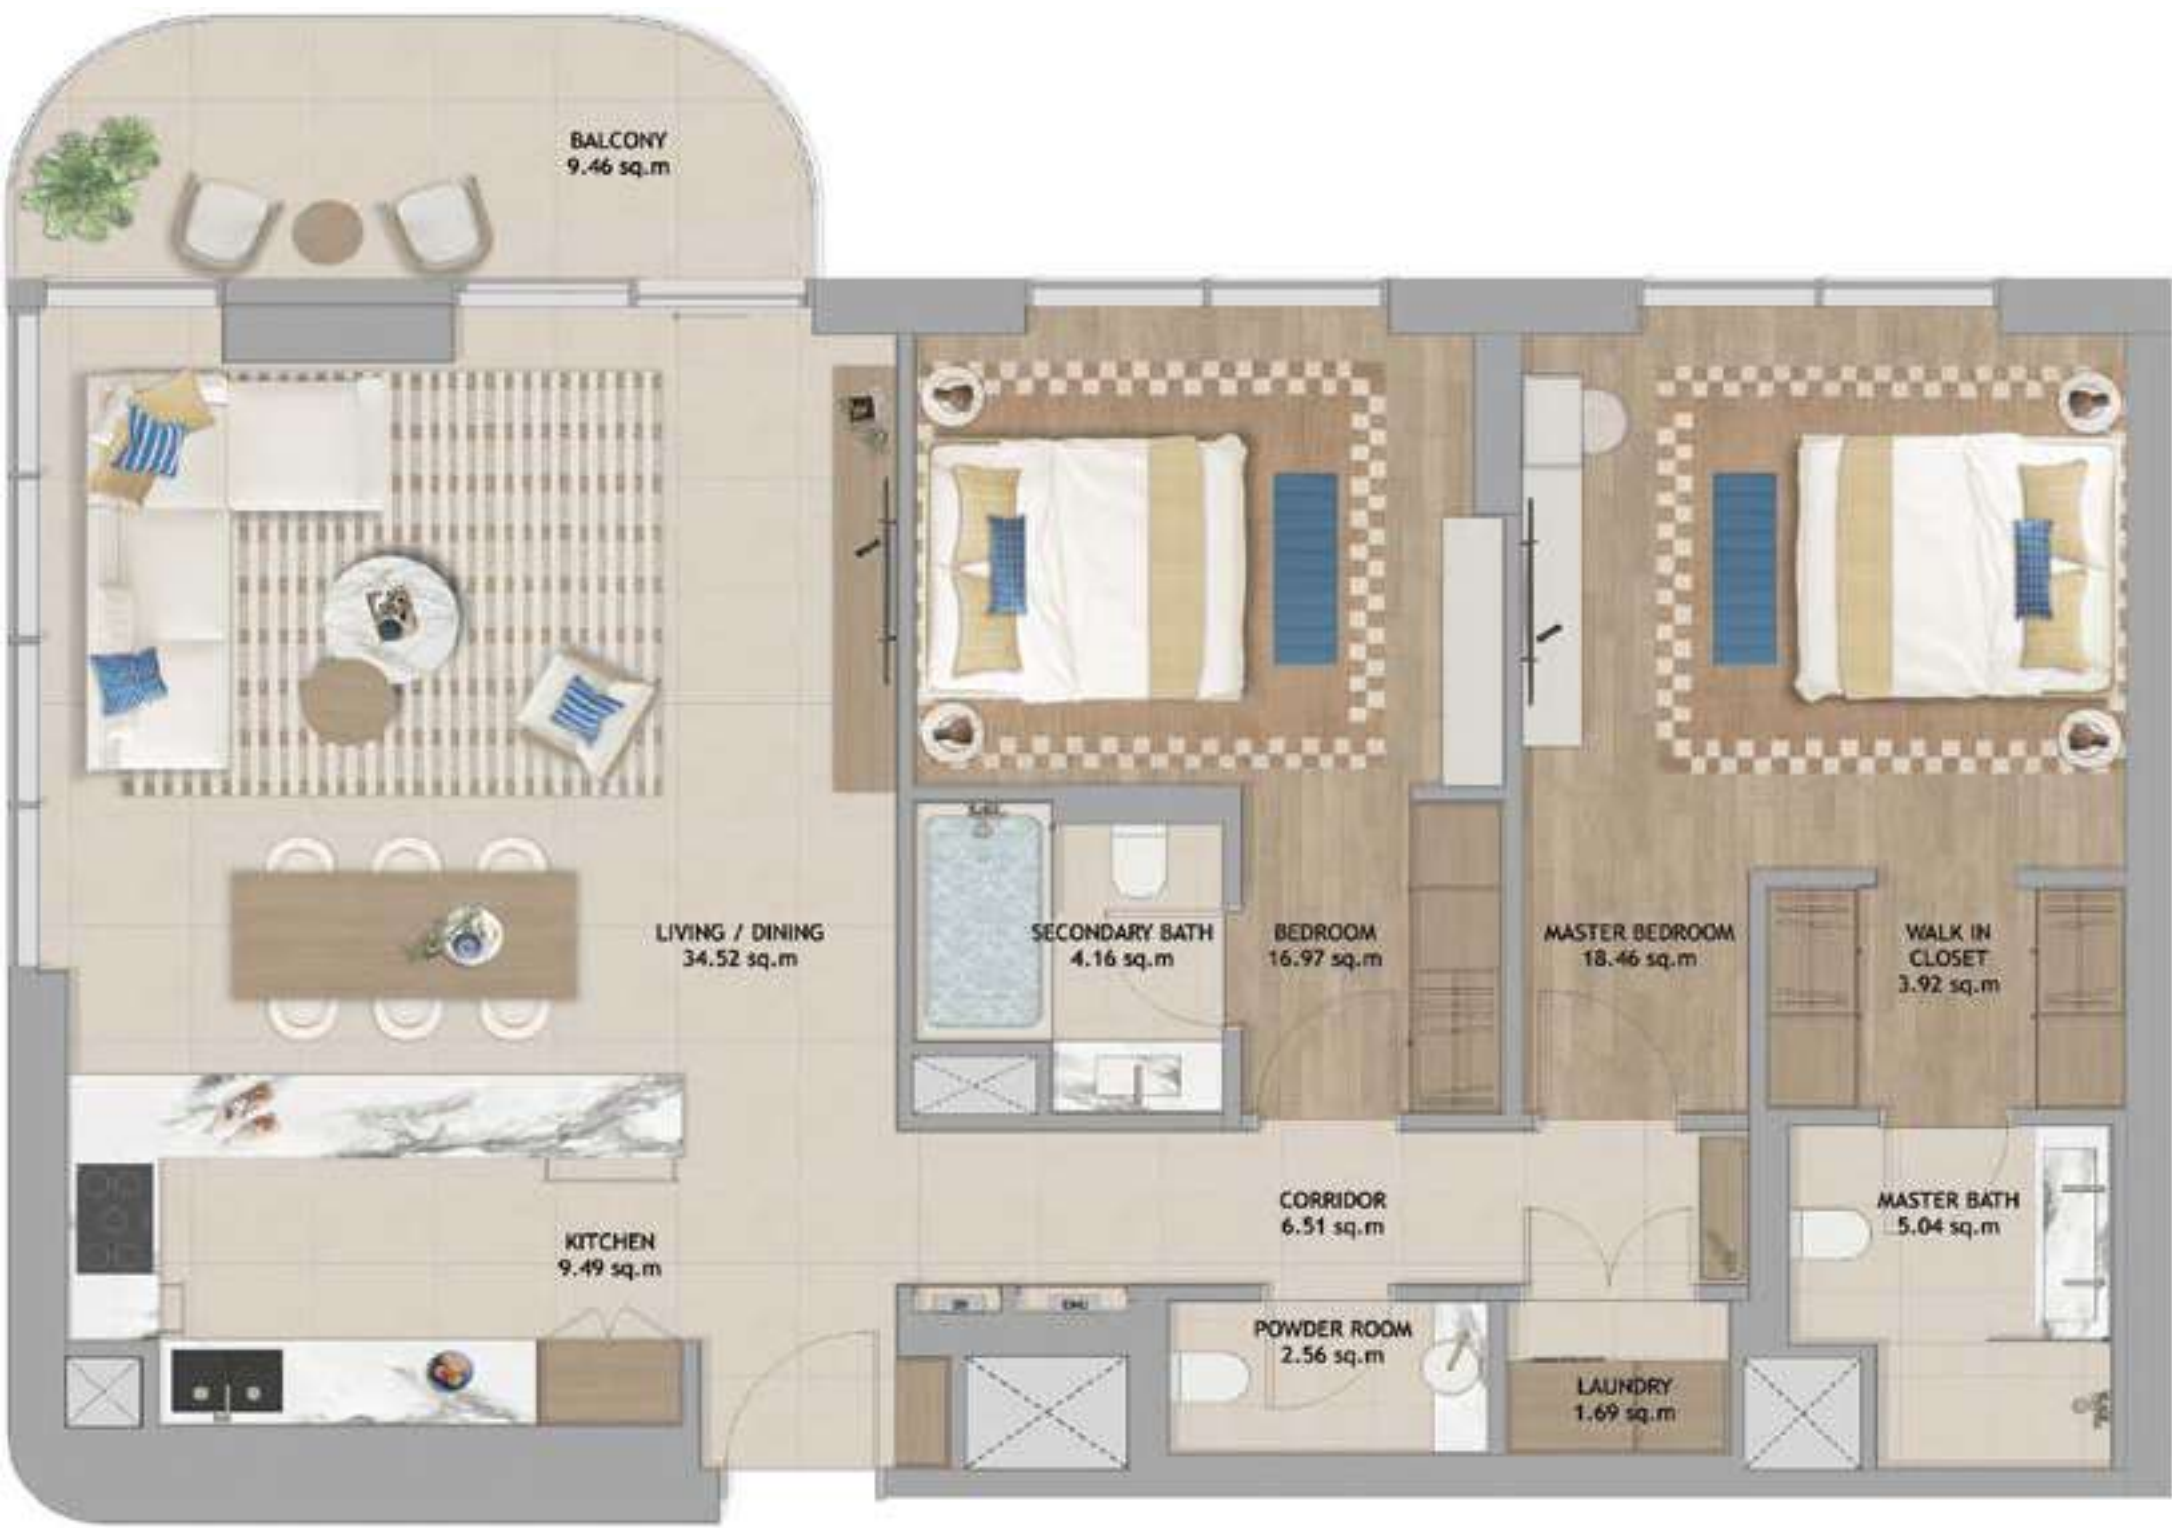 BALCONY
9.46 sq.m
LIVING / DINING
34.52 sq.m
SECONDARY BATH
4.16 sq.m
BEDROOM
16.97 sq.m
MASTER BEDROOM
18.46 sq.m
WALK IN
CLOSET
3.92 sq.m
KITCHEN
9.49 sq.m
CORRIDOR
6.51 sq.m
MASTER BATH
5.04 sq.m
POWDER ROOM
2.56 sq.m
LAUNDRY
1.69 sq.m